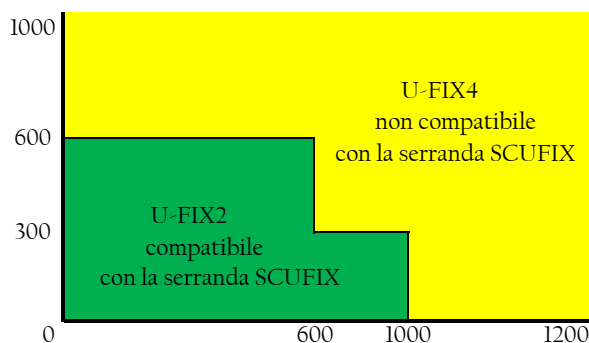 1000
U-FIX4
non compatibile
con la serranda SCUFIX
600
U-FIX2
300
compatibile
con la serranda SCUFIX
0
600
1000
1200